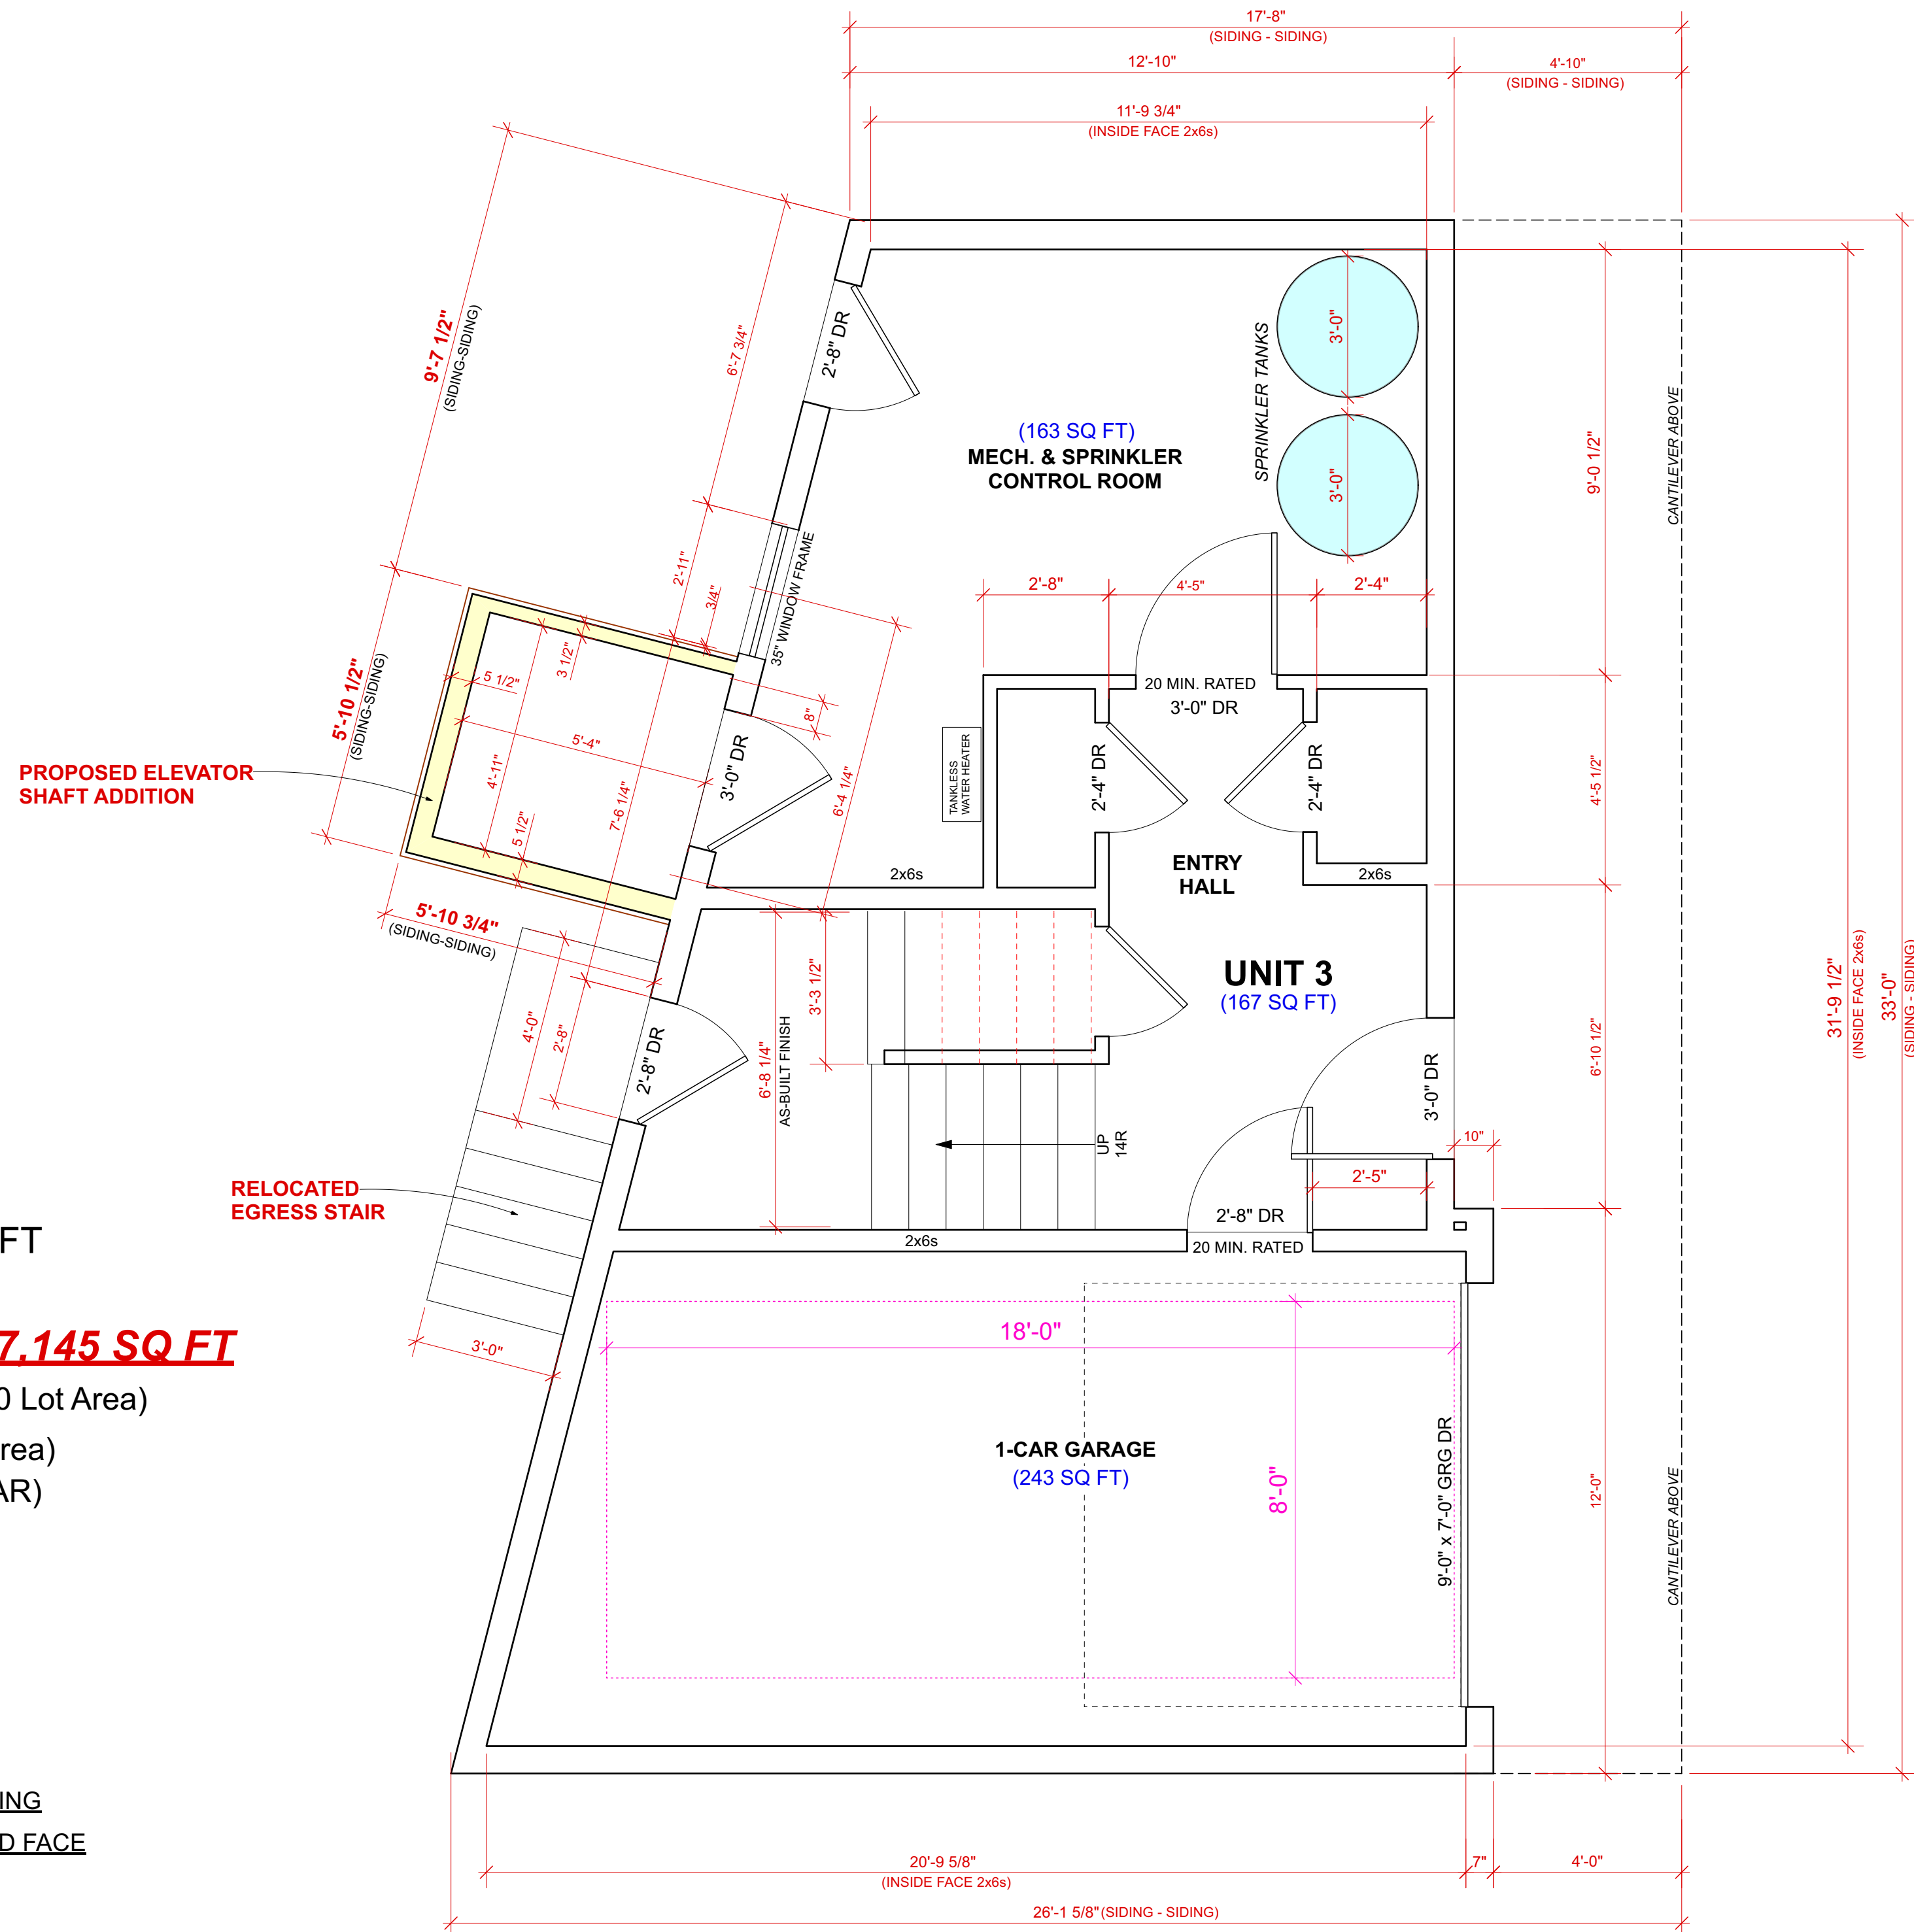 17'-8"
(SIDING - SIDING)
12'-10"
4'-10"
(SIDING - SIDING)
11'-9 3/4"
(INSIDE FACE 2x6s)
9'-7 1/2"
(SIDING-SIDING)
6'-7 3/4"
2'-8" DR
SPRINKLER TANKS
3'-0"
3'-0"
(163 SQ FT)
MECH. & SPRINKLER
CONTROL ROOM
9'-0 1/2"
CANTILEVER ABOVE
2'-11"
3/4"
35" WINDOW FRAME
2'-8"
4'-5"
2'-4"
5'-10 1/2"
(SIDING-SIDING)
3 1/2"
5 1/2"
5'-4"
4'-11"
5 1/2"
7'-6 1/4"
8"
3'-0" DR
6'-4 1/4"
PROPOSED ELEVATOR
SHAFT ADDITION
20 MIN. RATED
3'-0" DR
TANKLESS
WATER HEATER
2'-4" DR
2'-4" DR
4'-5 1/2"
ENTRY
HALL
2x6s
2x6s
5'-10 3/4"
(SIDING-SIDING)
UNIT 3
(167 SQ FT)
31'-9 1/2"
(INSIDE FACE 2x6s)
33'-0"
(SIDING - SIDING)
3'-3 1/2"
6'-8 1/4"
AS-BUILT FINISH
4'-0"
2'-8"
2'-8" DR
6'-10 1/2"
3'-0" DR
10"
UP
14R
2'-5"
RELOCATED
EGRESS STAIR
2'-8" DR
20 MIN. RATED
2x6s
FT
7,145 SQ FT
0 Lot Area)
rea)
AR)
3'-0"
18'-0"
8'-0"
1-CAR GARAGE
(243 SQ FT)
9'-0" x 7'-0" GRG DR
12'-0"
CANTILEVER ABOVE
ING
D FACE
20'-9 5/8"
(INSIDE FACE 2x6s)
7"
4'-0"
26'-1 5/8" (SIDING - SIDING)